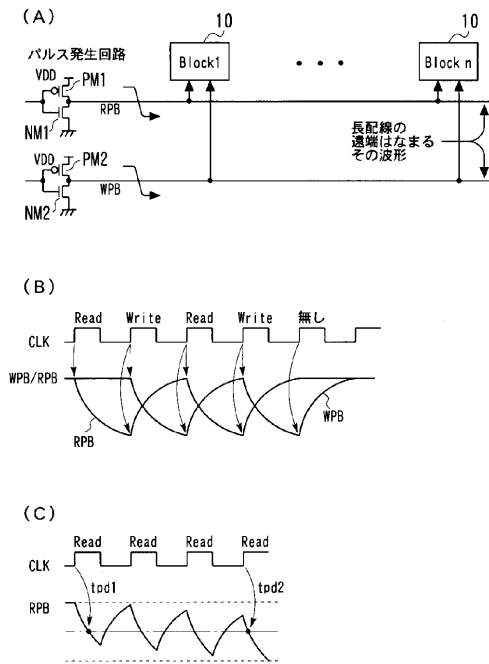 (A)
10
10
Block1
• • •
Block n
パルス発生回路
VDD
PM1
RPB
NM1
長配線の
遠端はなまる
その波形
VDD
PM2
WPB
NM2
(B)
Read Write Read Write 無し
CLK
WPB/RPB
RPB
WPB
(C)
Read Read Read Read
CLK
tpd1
tpd2
RPB